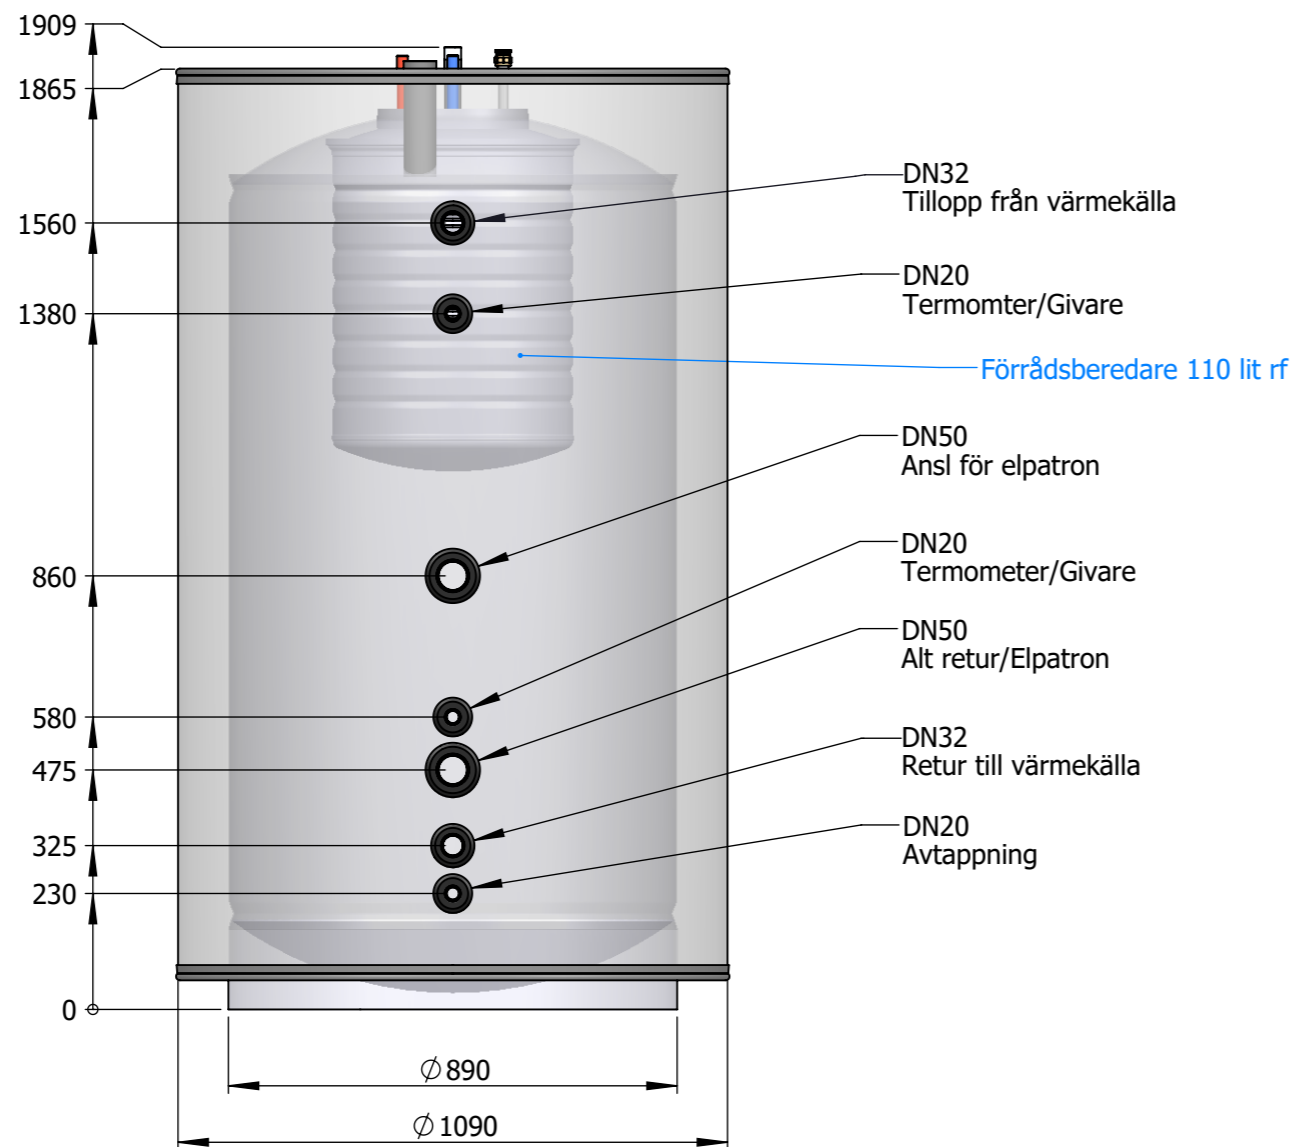 1909
1865
1560
1380
860
580
475
325
230
0
DN32
Tillopp från värmekälla
DN20
Termomter/Givare
Förrådsberedare 110 lit rf
DN50
Ansl för elpatron
DN20
Termometer/Givare
DN50
Alt retur/Elpatron
DN32
Retur till värmekälla
DN20
Avtappning
∅890
∅1090